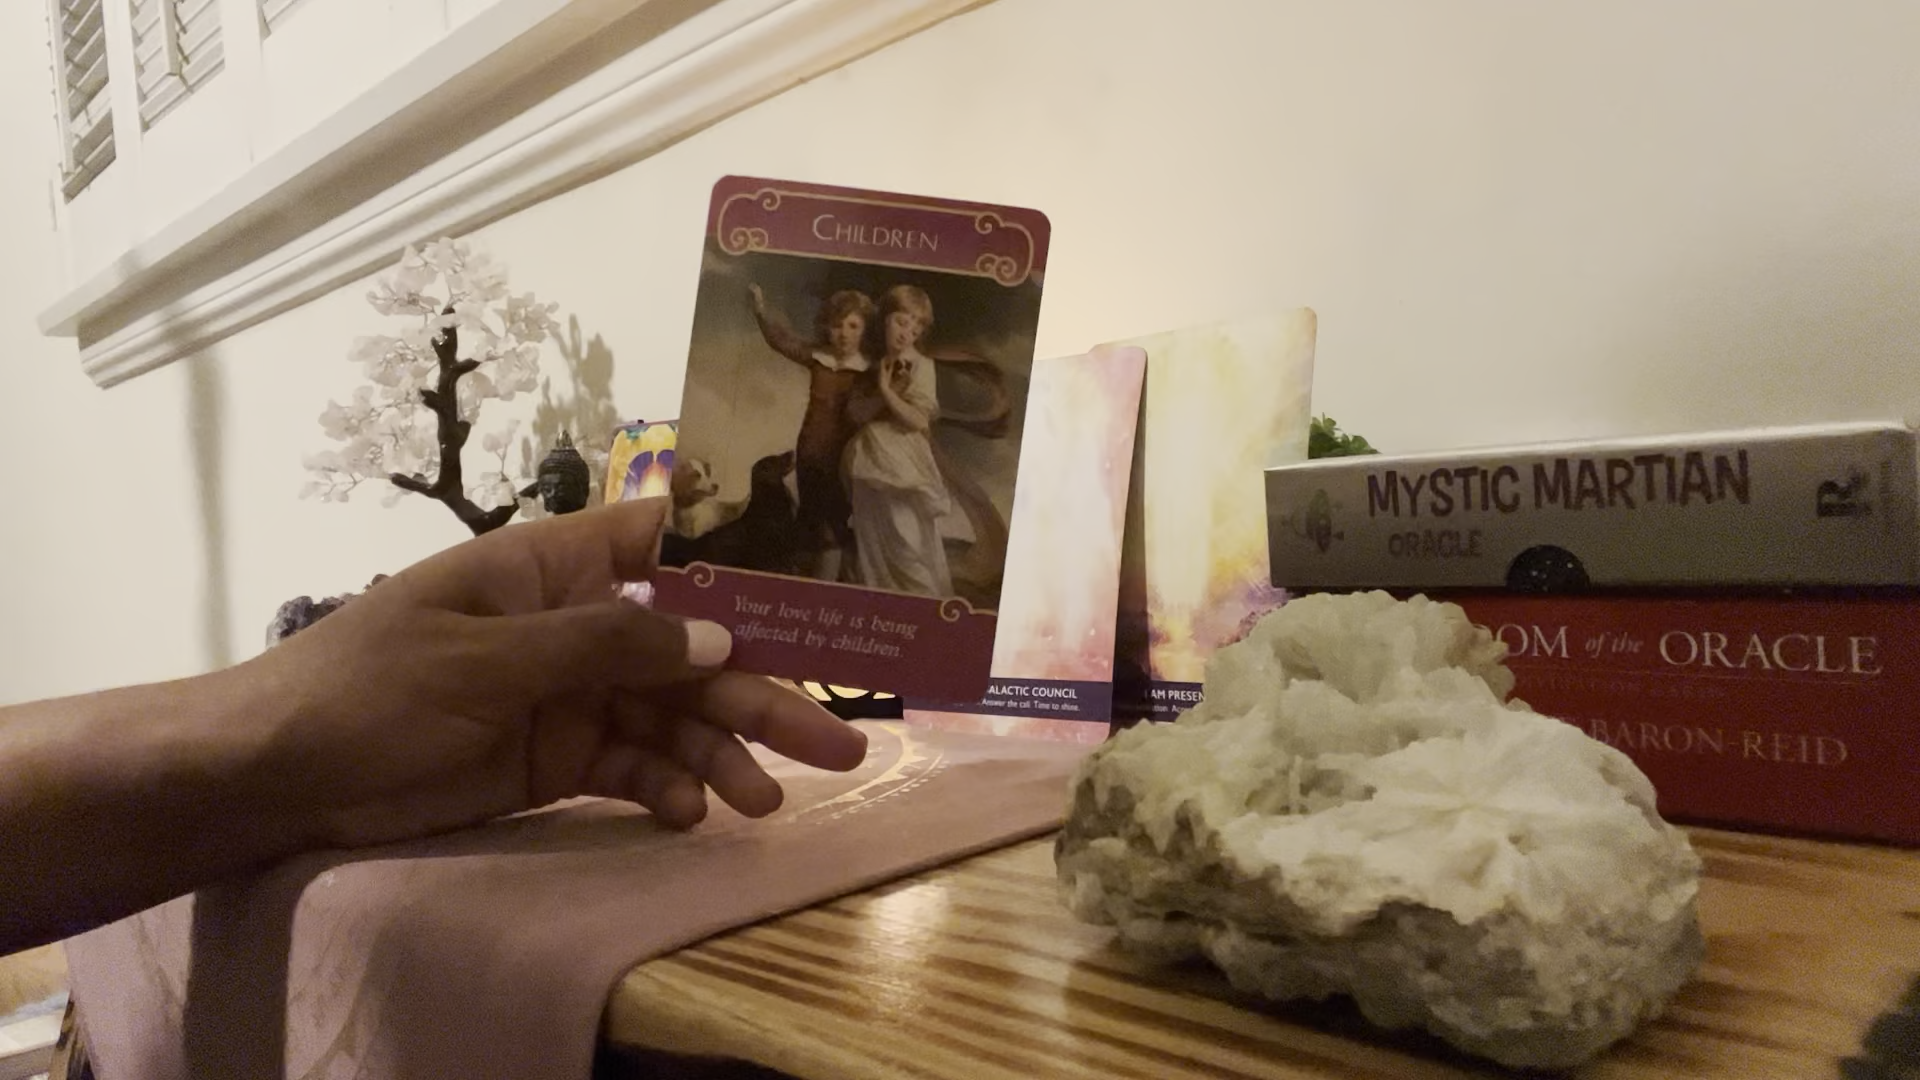 CHILDREN
Your love life is being
affected by children.
ALACTIC COUNCIL
Answer the call. Time to shine.
I AM PRESEN
MYSTIC MARTIAN
ORACLE
R
DOM of the ORACLE
BARON-REID